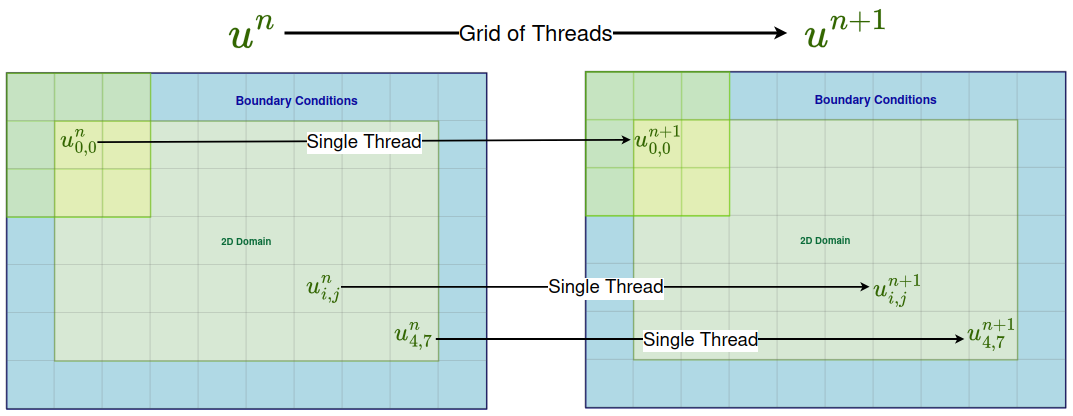 u^n Grid of Threads u^{n+1}
Boundary Conditions Boundary Conditions
u^n_{0,0} Single Thread u^{n+1}_{0,0}
2D Domain 2D Domain
u^n_{i,j} Single Thread u^{n+1}_{i,j}
u^n_{4,7} Single Thread u^{n+1}_{4,7}